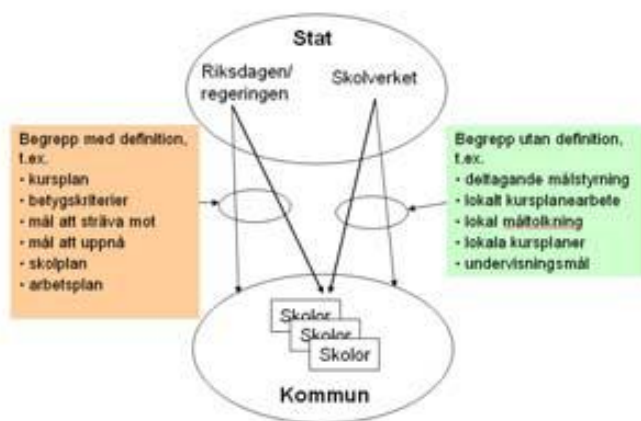 Stat
Riksdagen/
regeringen
Skolverket
Begrepp med definition,
t.ex.
• kursplan
• betygskriterier
• mål att sträva mot
• mål att uppnå
• skolplan
• arbetsplan
Begrepp utan definition,
t.ex.
• deltagande målstyrning
• lokalt kursplanearbete
• lokal måltolkning
• lokala kursplaner
• undervisningsmål
Skolor
Skolor
Skolor
Kommun